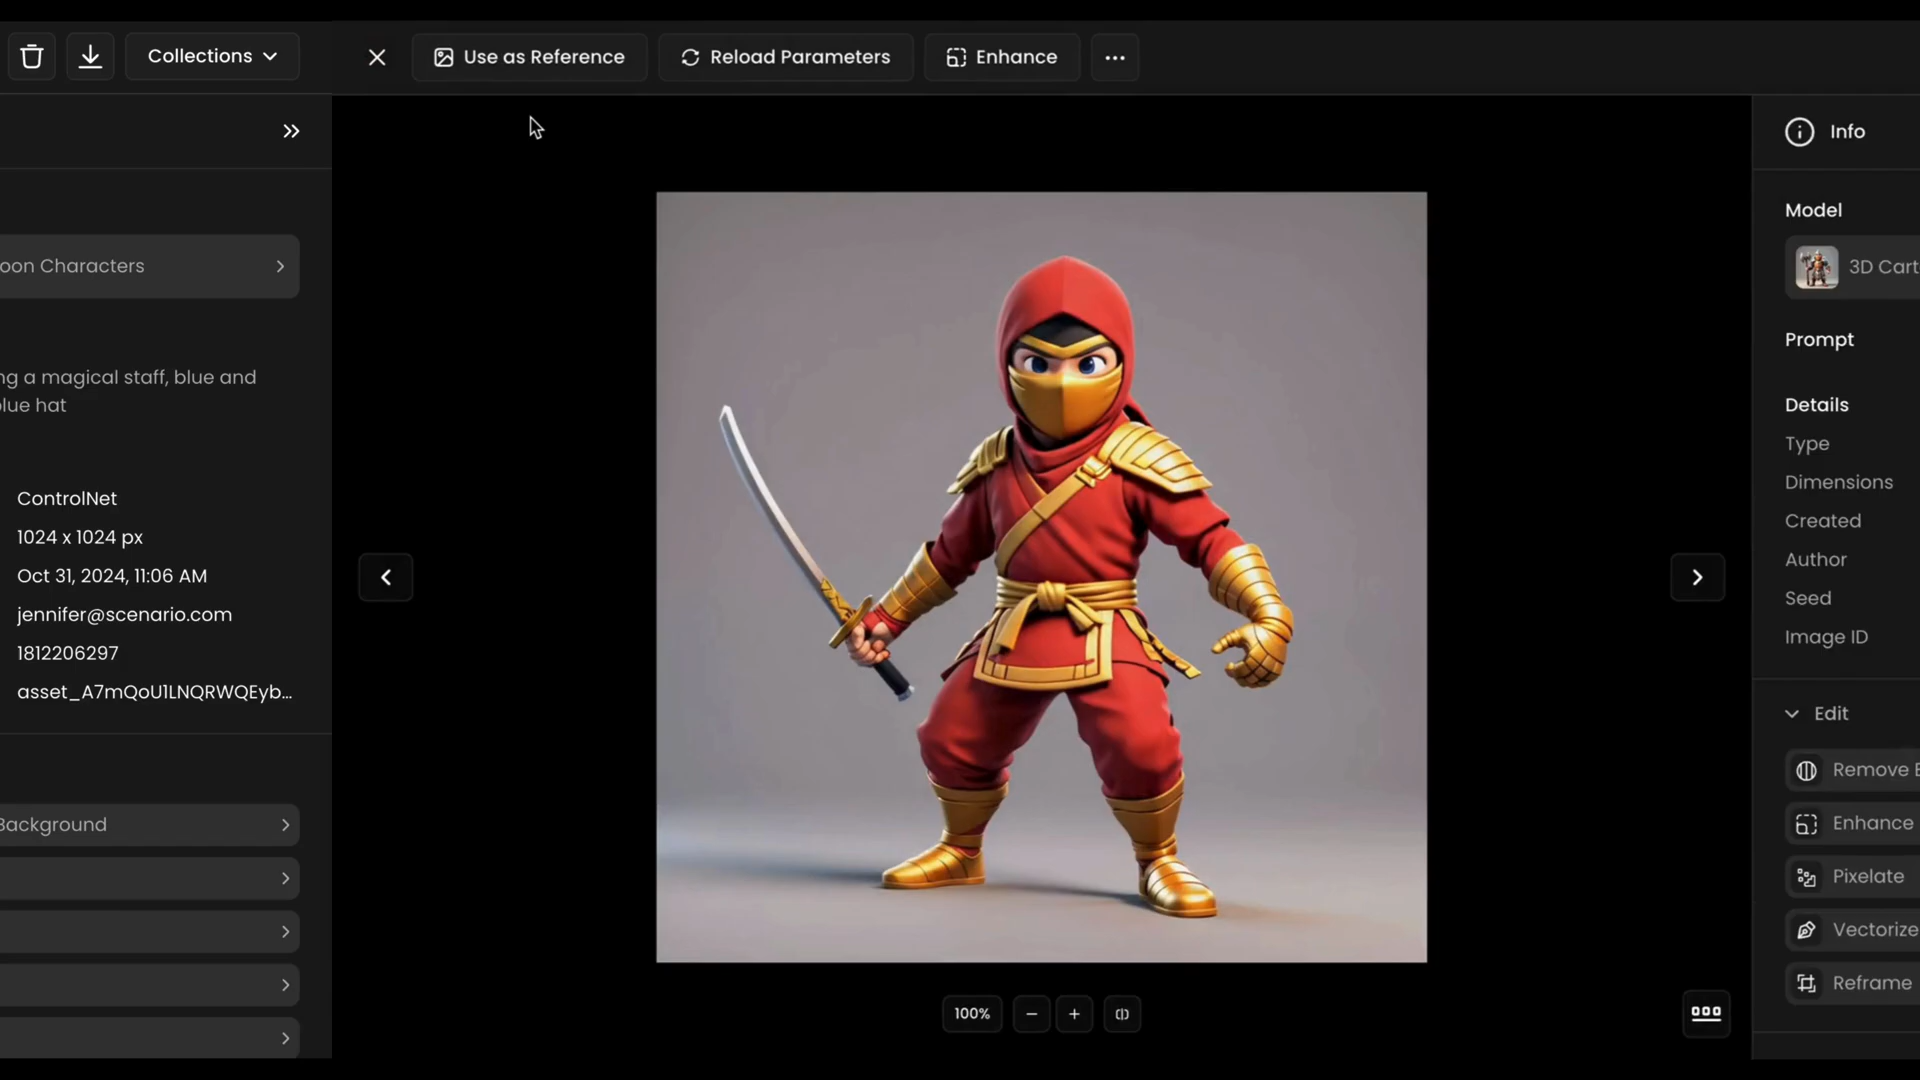 Collections
Use as Reference
Reload Parameters
Enhance
oon Characters
ng a magical staff, blue and
blue hat
ControlNet
1024 x 1024 px
Oct 31, 2024, 11:06 AM
jennifer@scenario.com
1812206297
asset_A7mQoU1LNQRWQEyb...
Background
100%
Info
Model
3D Cart
Prompt
Details
Type
Dimensions
Created
Author
Seed
Image ID
Edit
Remove B
Enhance
Pixelate
Vectorize
Reframe